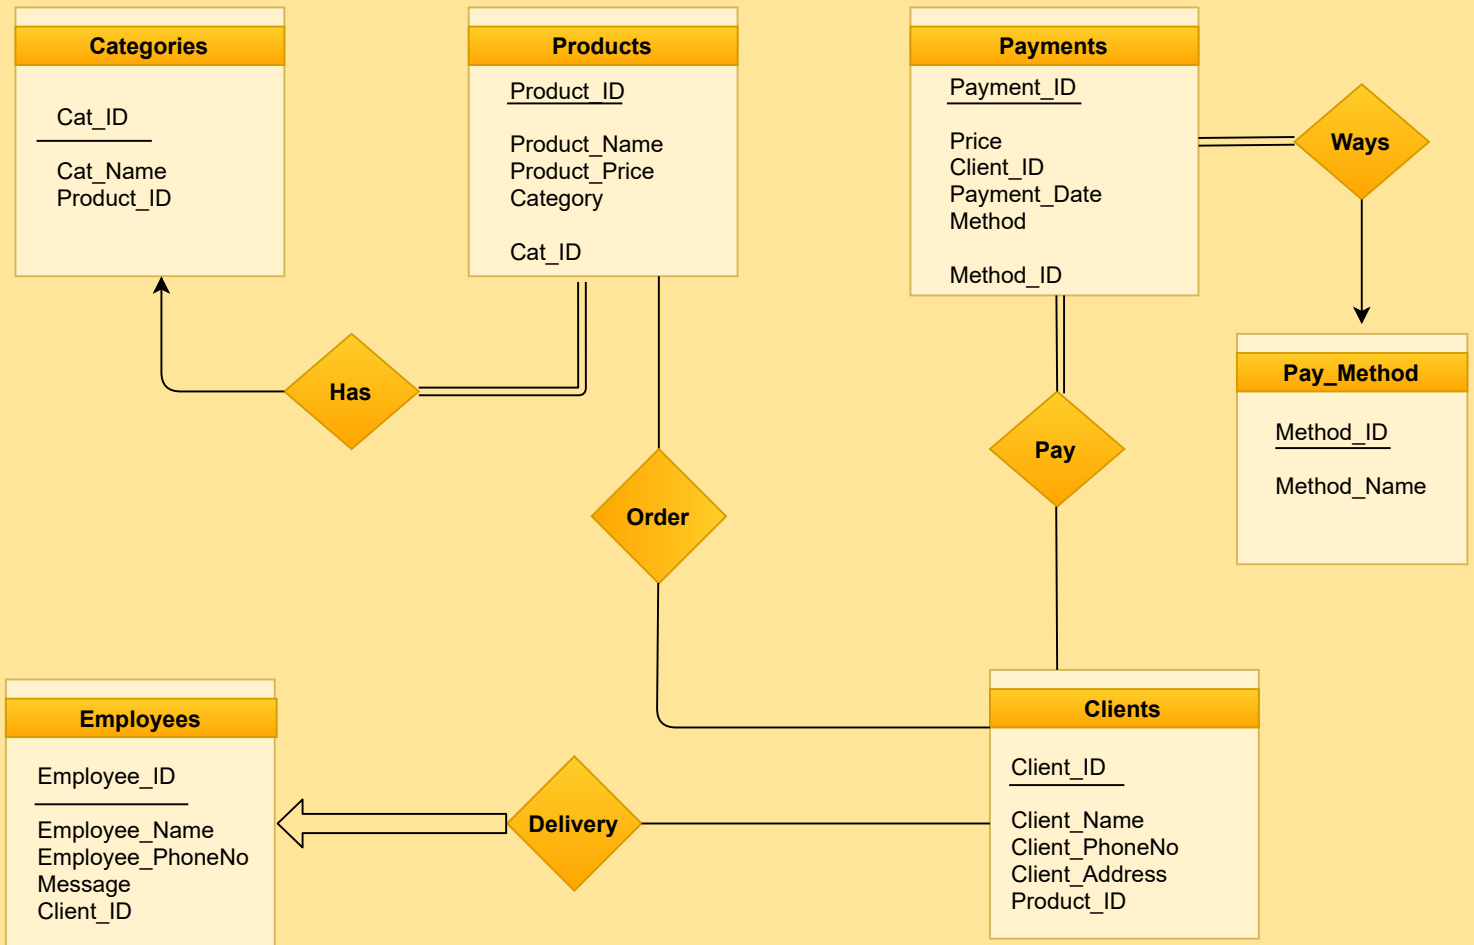 Categories
Cat_ID
Cat_Name
Product_ID
Products
Product_ID
Product_Name
Product_Price
Category
Cat_ID
Payments
Payment_ID
Price
Client_ID
Payment_Date
Method
Method_ID
Ways
Pay_Method
Method_ID
Method_Name
Has
Pay
Order
Employees
Employee_ID
Employee_Name
Employee_PhoneNo
Message
Client_ID
Delivery
Clients
Client_ID
Client_Name
Client_PhoneNo
Client_Address
Product_ID